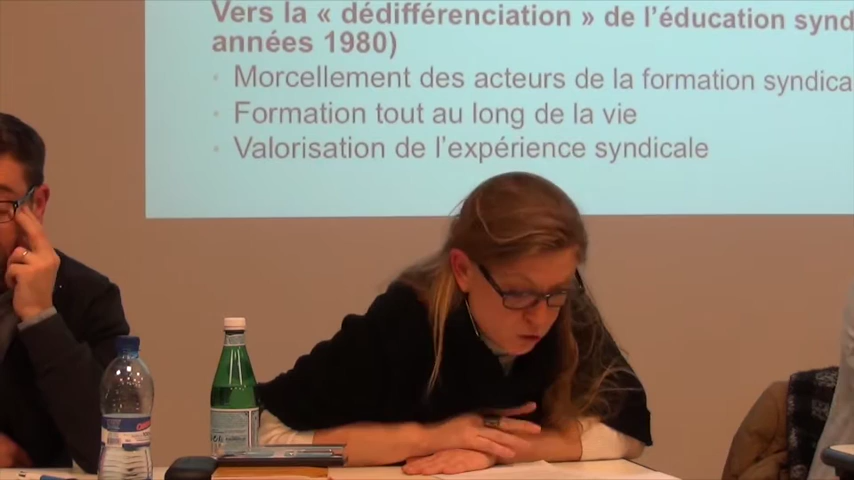 Vers la « dédifférenciation » de l'éducation synd
années 1980)
Morcellement des acteurs de la formation syndica
Formation tout au long de la vie
Valorisation de l'expérience syndicale